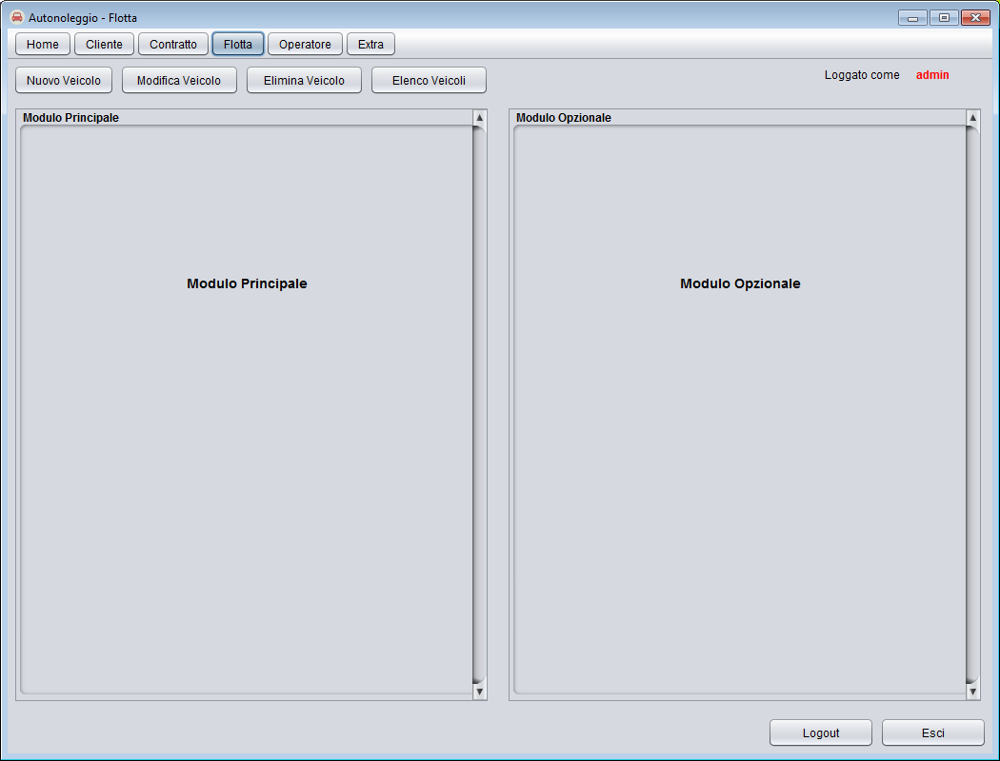 Autonoleggio - Flotta
Home Cliente Contratto Flotta Operatore Extra
Nuovo Veicolo Modifica Veicolo Elimina Veicolo Elenco Veicoli Loggato come admin
Modulo Principale Modulo Opzionale
Modulo Principale Modulo Opzionale
Logout Esci